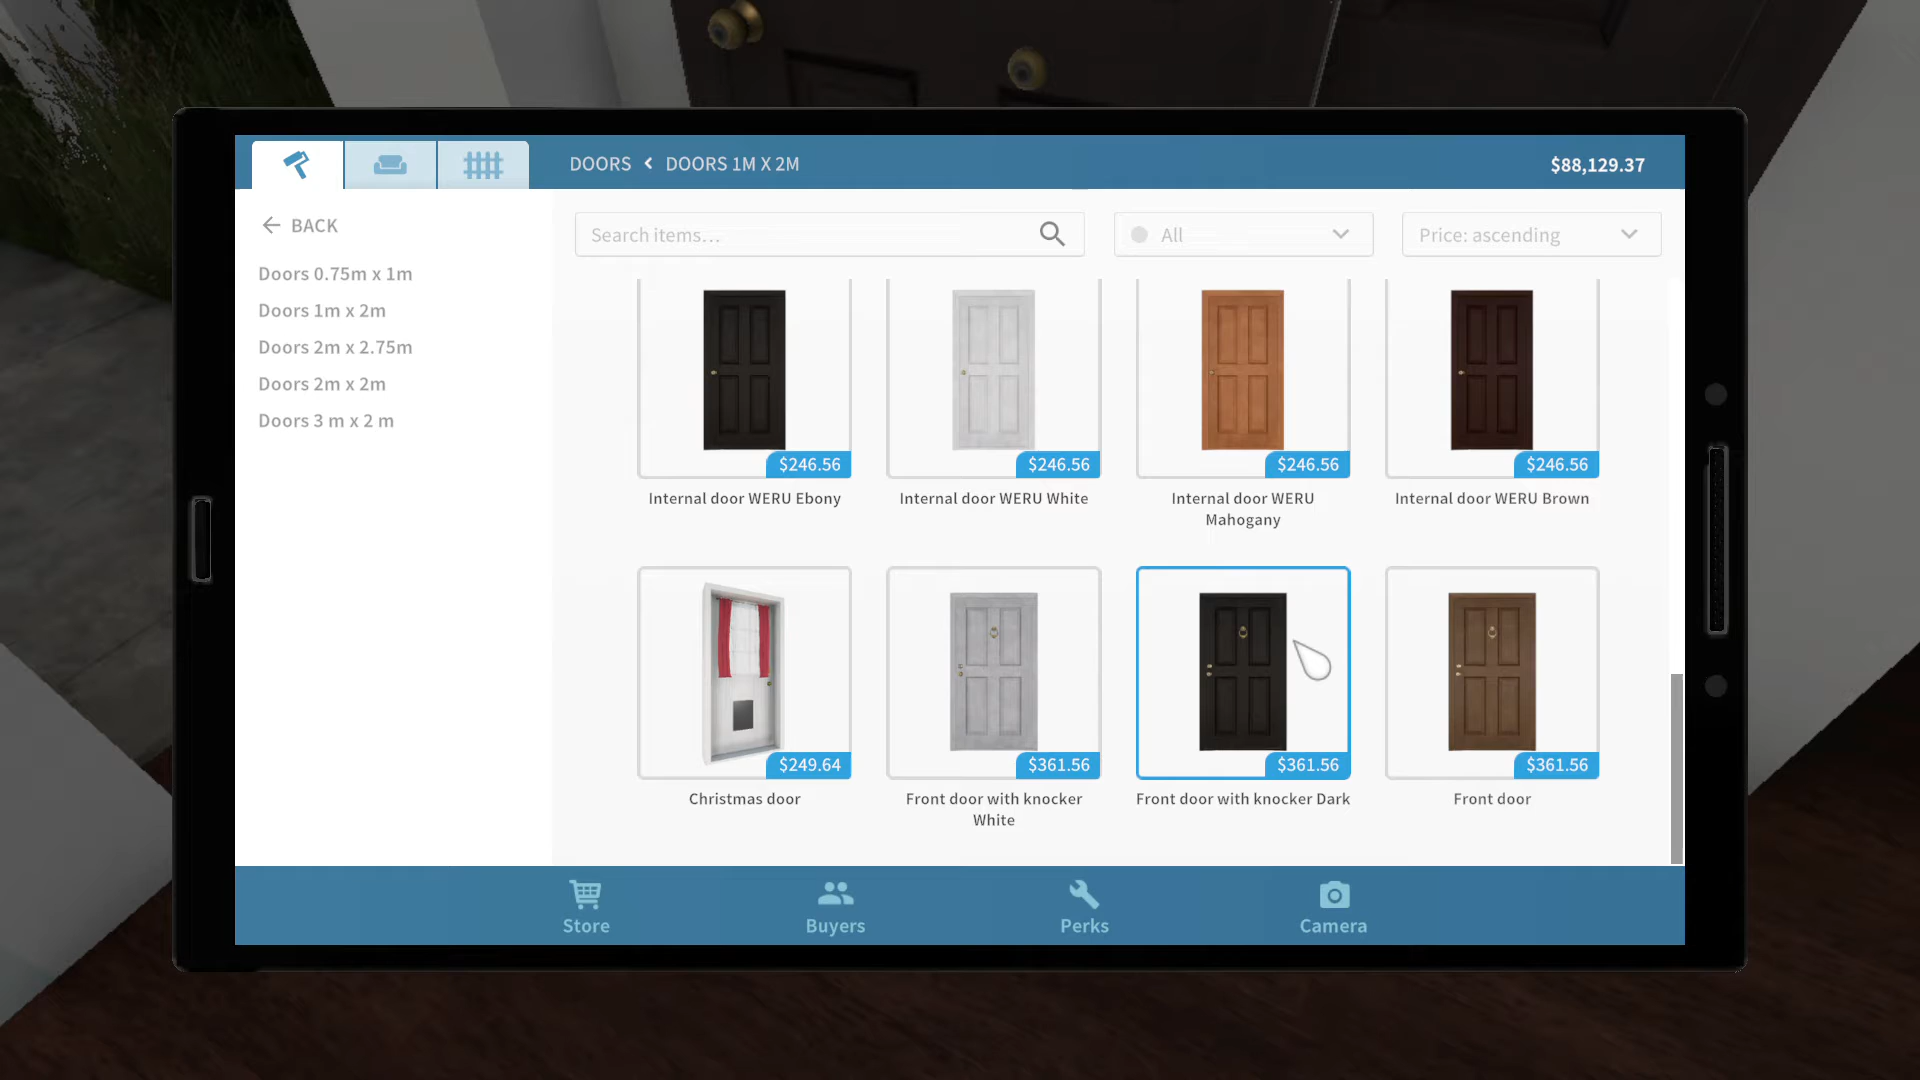 DOORS < DOORS 1M X 2M
$88,129.37
BACK
Doors 0.75m x 1m
Doors 1m x 2m
Doors 2m x 2.75m
Doors 2m x 2m
Doors 3 m x 2 m
Search items...
All
Price: ascending
$246.56
$246.56
$246.56
$246.56
Internal door WERU Ebony
Internal door WERU White
Internal door WERU
Mahogany
Internal door WERU Brown
$249.64
$361.56
$361.56
$361.56
Christmas door
Front door with knocker
White
Front door with knocker Dark
Front door
Store
Buyers
Perks
Camera